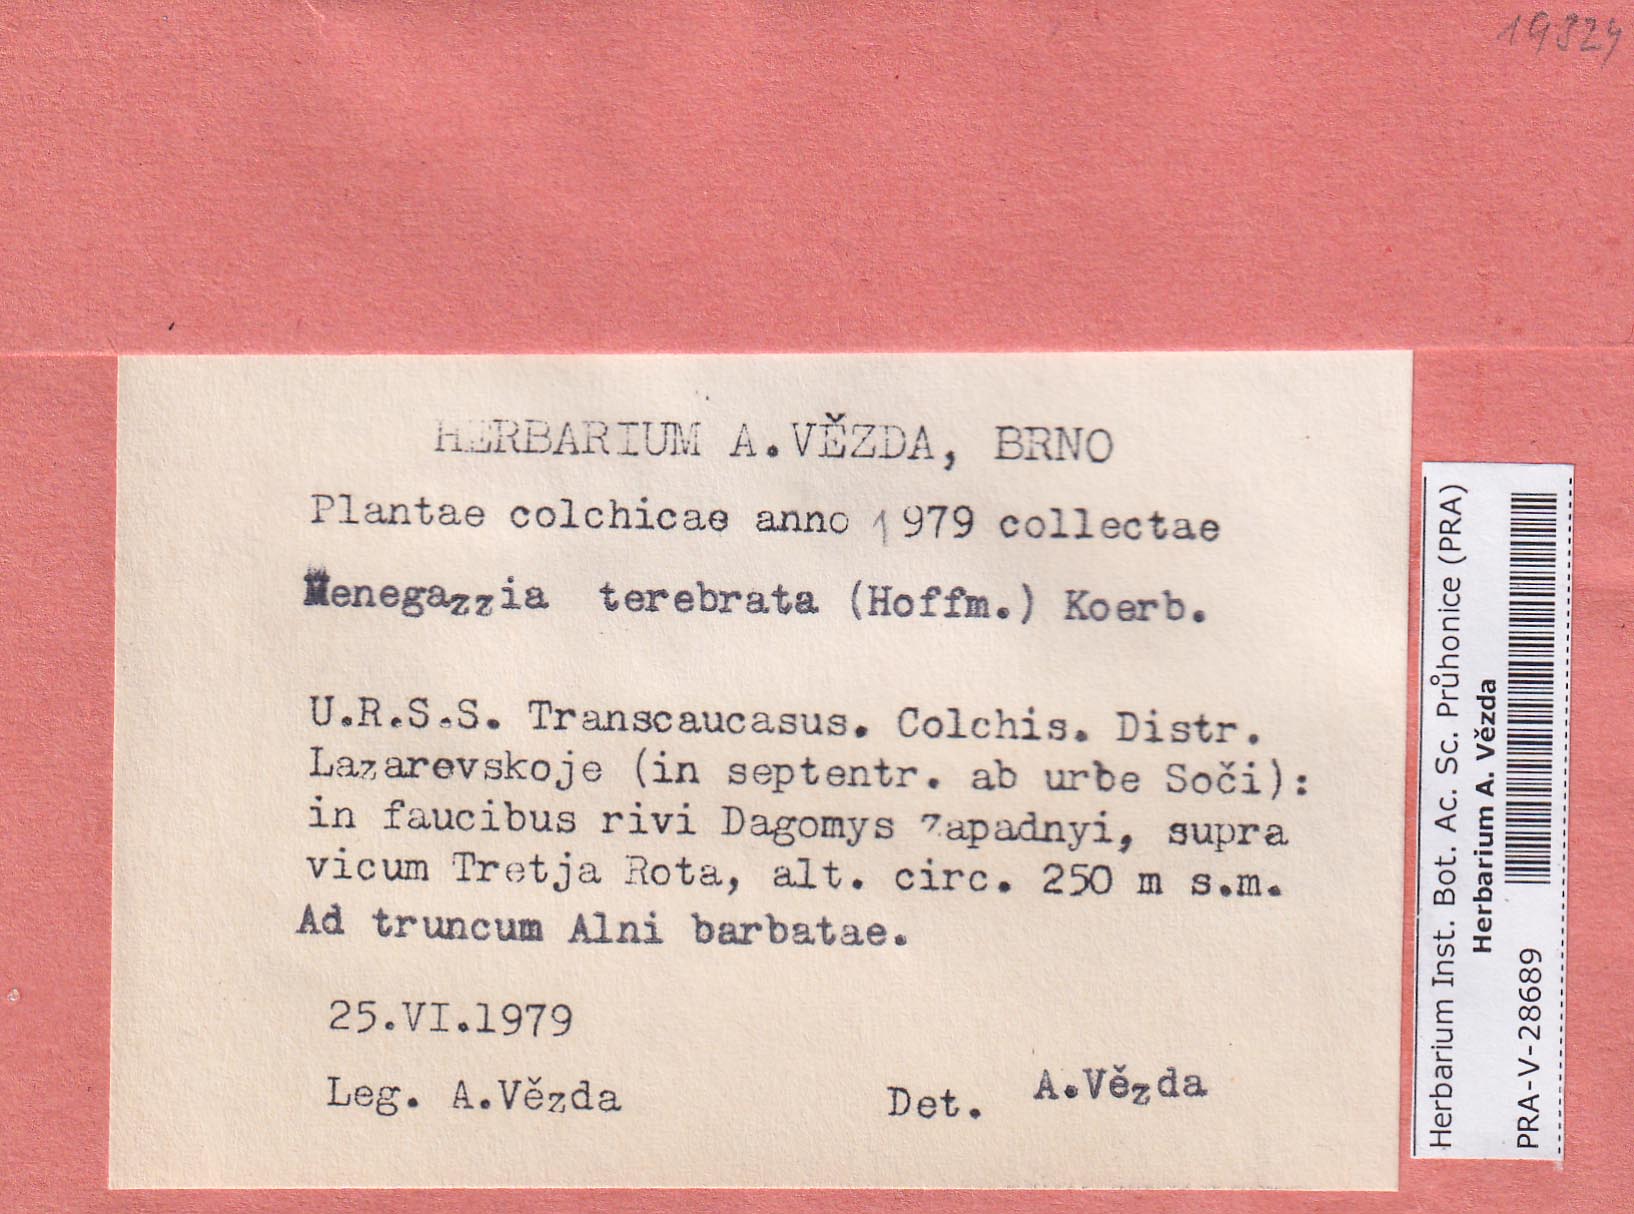 19824
HERBARIUM A.VĚZDA, BRNO
Plantae colchicae anno 1979 collectae
Menegazzia terebrata (Hoffm.) Koerb.
U.R.S.S. Transcaucasus. Colchis. Distr.
Lazarevskoje (in septentr. ab urbe Soči):
in faucibus rivi Dagomys Zapadnyi, supra
vicum Tretja Rota, alt. circ. 250 m s.m.
Ad truncum Alni barbatae.
25.VI.1979
Leg. A.Vězda Det. A.Vězda
Herbarium Inst. Bot. Ac. Sc. Průhonice (PRA)
Herbarium A. Vězda
PRA-V-28689